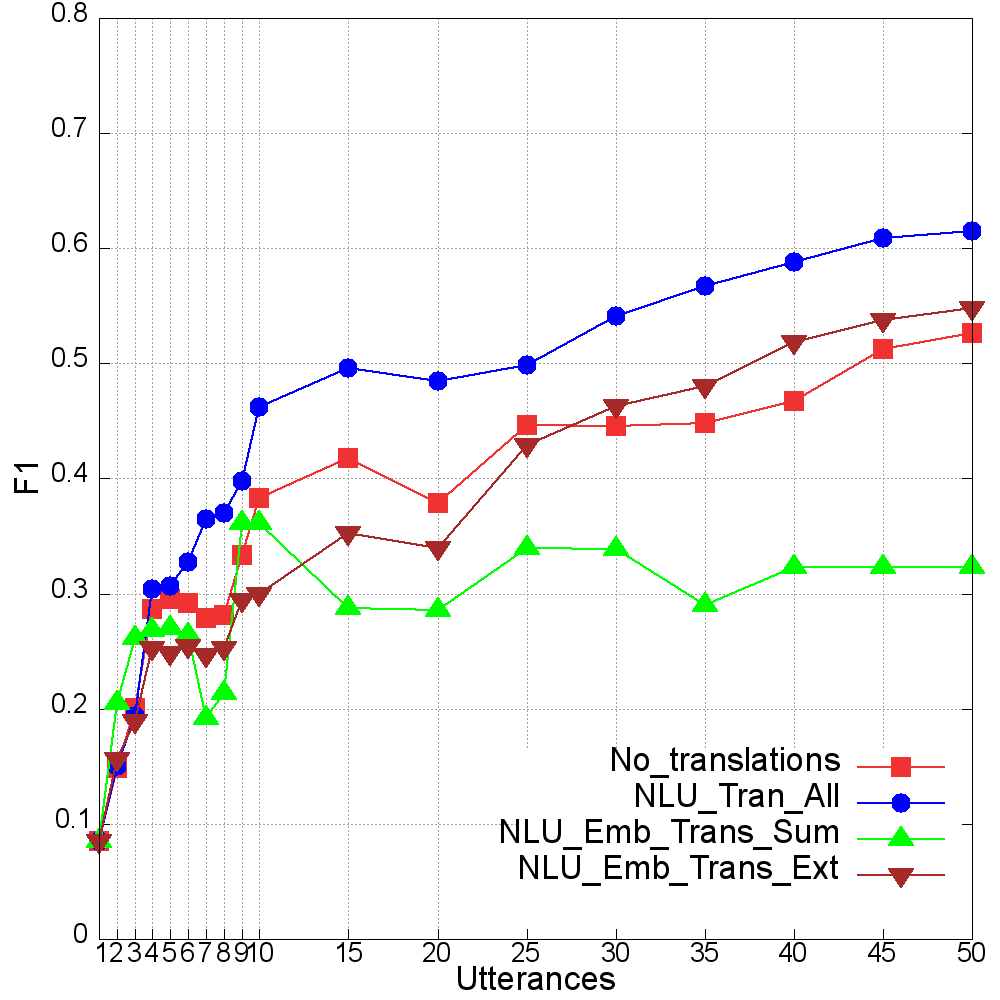 0.8
0.7
0.6
0.5
0.4
0.3
0.2
0.1
0
F1
No_translations
NLU_Tran_All
NLU_Emb_Trans_Sum
NLU_Emb_Trans_Ext
1 2 3 4 5 6 7 8 9 10 15 20 25 30 35 40 45 50
Utterances